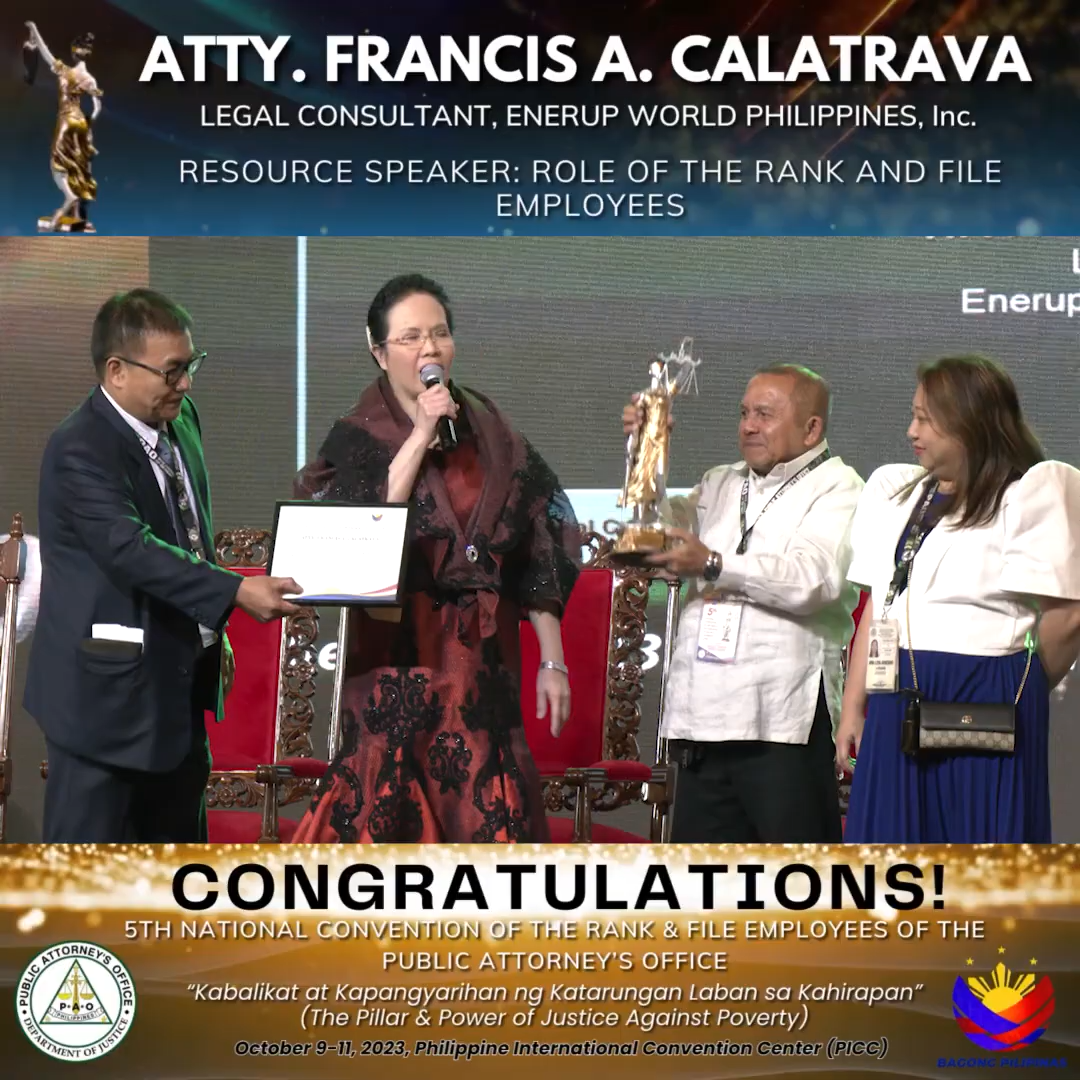 ATTY. FRANCIS A. CALATRAVA
LEGAL CONSULTANT, ENERUP WORLD PHILIPPINES, Inc.
RESOURCE SPEAKER: ROLE OF THE RANK AND FILE
EMPLOYEES
L
Enerup
CONGRATULATIONS!
5TH NATIONAL CONVENTION OF THE RANK & FILE EMPLOYEES OF THE
PUBLIC ATTORNEY'S OFFICE
"Kabalikat at Kapangyarihan ng Katarungan Laban sa Kahirapan"
(The Pillar & Power of Justice Against Poverty)
October 9-11, 2023, Philippine International Convention Center (PICC)
PUBLIC ATTORNEY'S OFFICE
P·A·O
PHILIPPINES
DEPARTMENT OF JUSTICE
BAGONG PILIPINAS